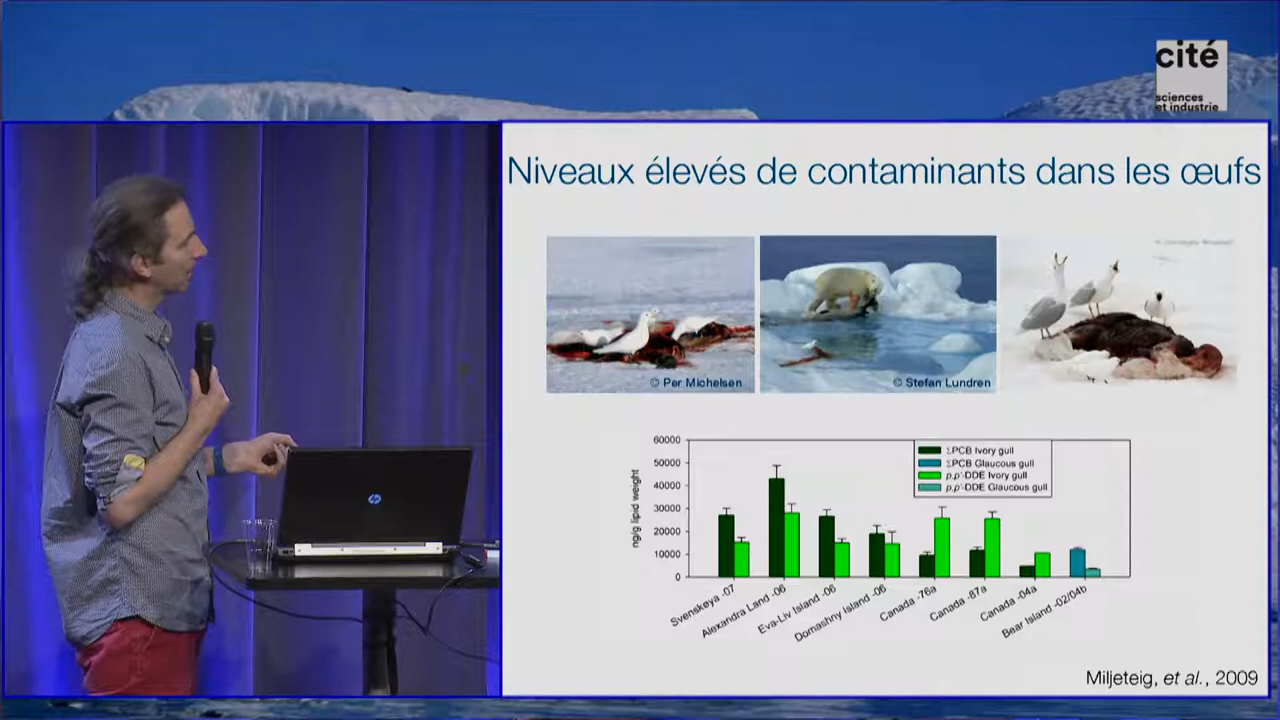 cité
sciences
et industrie
Niveaux élevés de contaminants dans les œufs
© Per Michelsen
© Stefan Lundren
60000
50000
40000
30000
20000
10000
0
ng/g lipid weight
ΣPCB Ivory gull
ΣPCB Glaucous gull
p,p'-DDE Ivory gull
p,p'-DDE Glaucous gull
Svenskøya -07
Alexandra Land -06
Eva-Liv Island -06
Domashny Island -06
Canada -76a
Canada -87a
Canada -04a
Bear Island -02/04b
Miljeteig, et al., 2009
hp